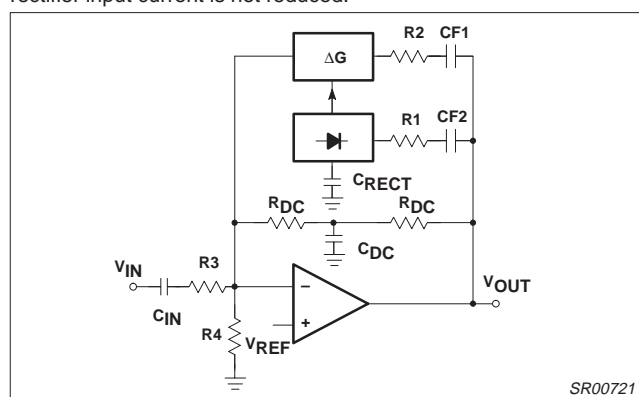 rectifier input current is not reduced.
R2 CF1
ΔG
R1 CF2
CRECT
RDC RDC
CDC
VIN R3
CIN
− VOUT
+
R4 VREF
SR00721